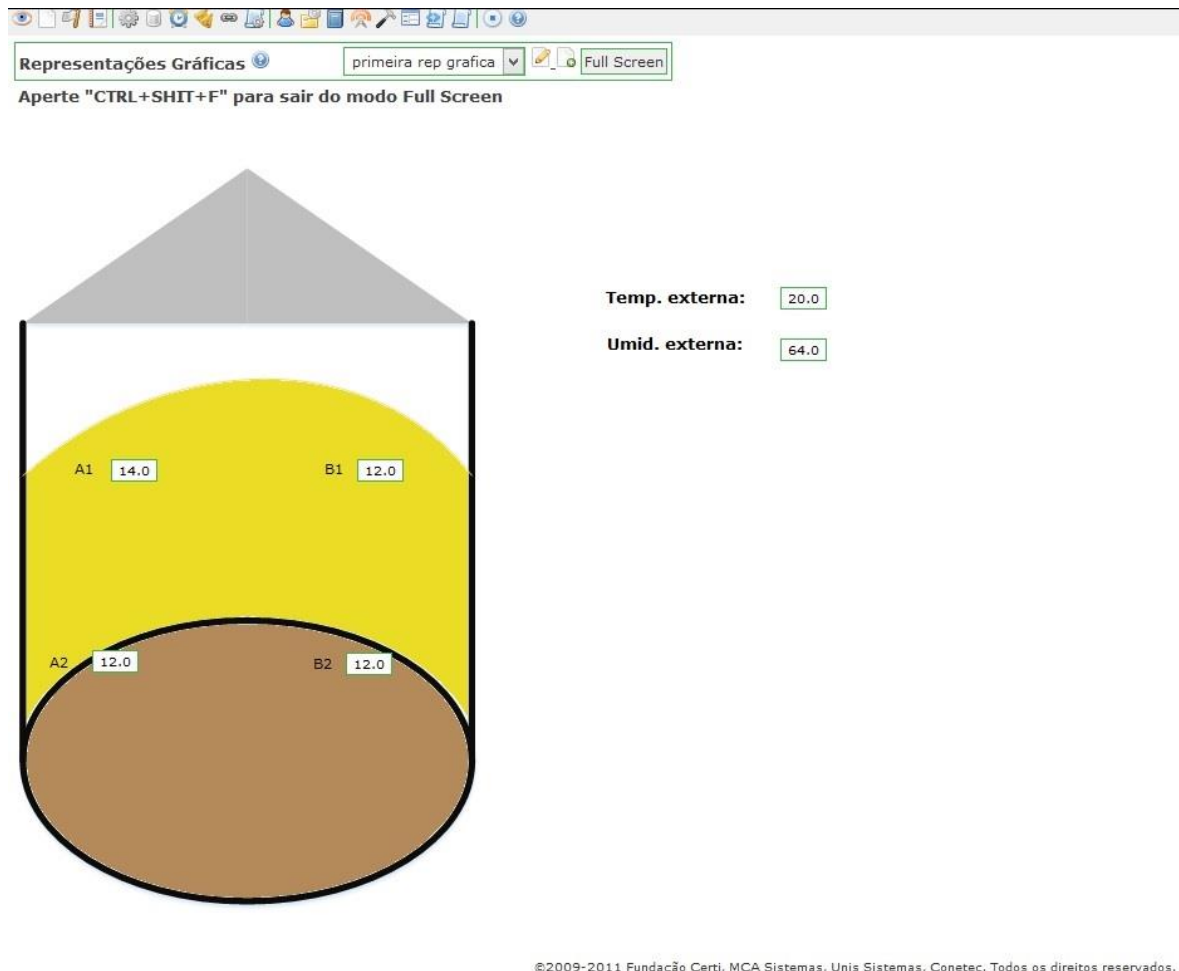 Representações Gráficas primeira rep grafica Full Screen
Aperte "CTRL+SHIT+F" para sair do modo Full Screen
Temp. externa: 20.0
Umid. externa: 64.0
A1 14.0 B1 12.0
A2 12.0 B2 12.0
©2009-2011 Fundação Certi, MCA Sistemas, Unis Sistemas, Conetec. Todos os direitos reservados.